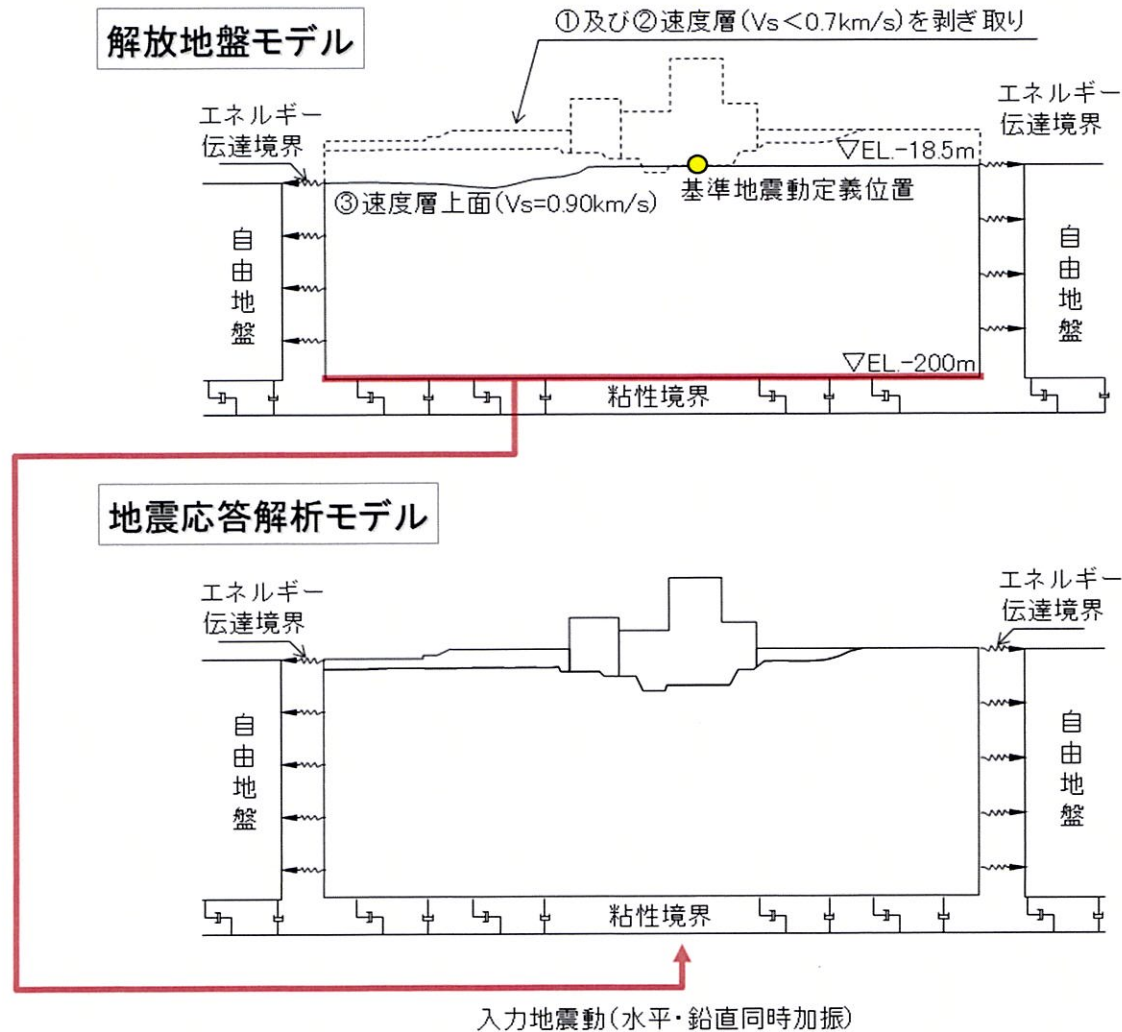 解放地盤モデル
①及び②速度層(Vs<0.7km/s)を剥ぎ取り
エネルギー
伝達境界
エネルギー
伝達境界
▽EL.-18.5m
基準地震動定義位置
③速度層上面(Vs=0.90km/s)
自由地盤
自由地盤
▽EL.-200m
粘性境界
地震応答解析モデル
エネルギー
伝達境界
エネルギー
伝達境界
自由地盤
自由地盤
粘性境界
入力地震動(水平・鉛直同時加振)